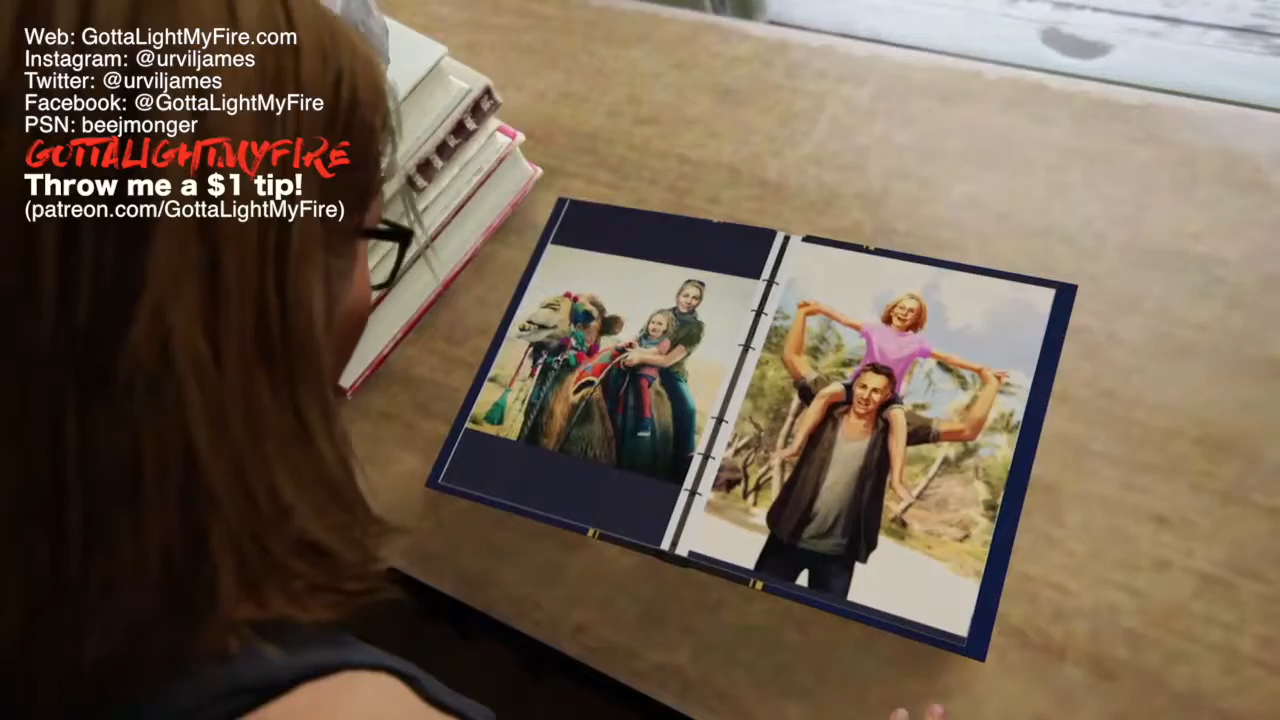 Web: GottaLightMyFire.com
Instagram: @urviljames
Twitter: @urviljames
Facebook: @GottaLightMyFire
PSN: beejmonger
GOTTALIGHTMYFIRE
Throw me a $1 tip!
(patreon.com/GottaLightMyFire)